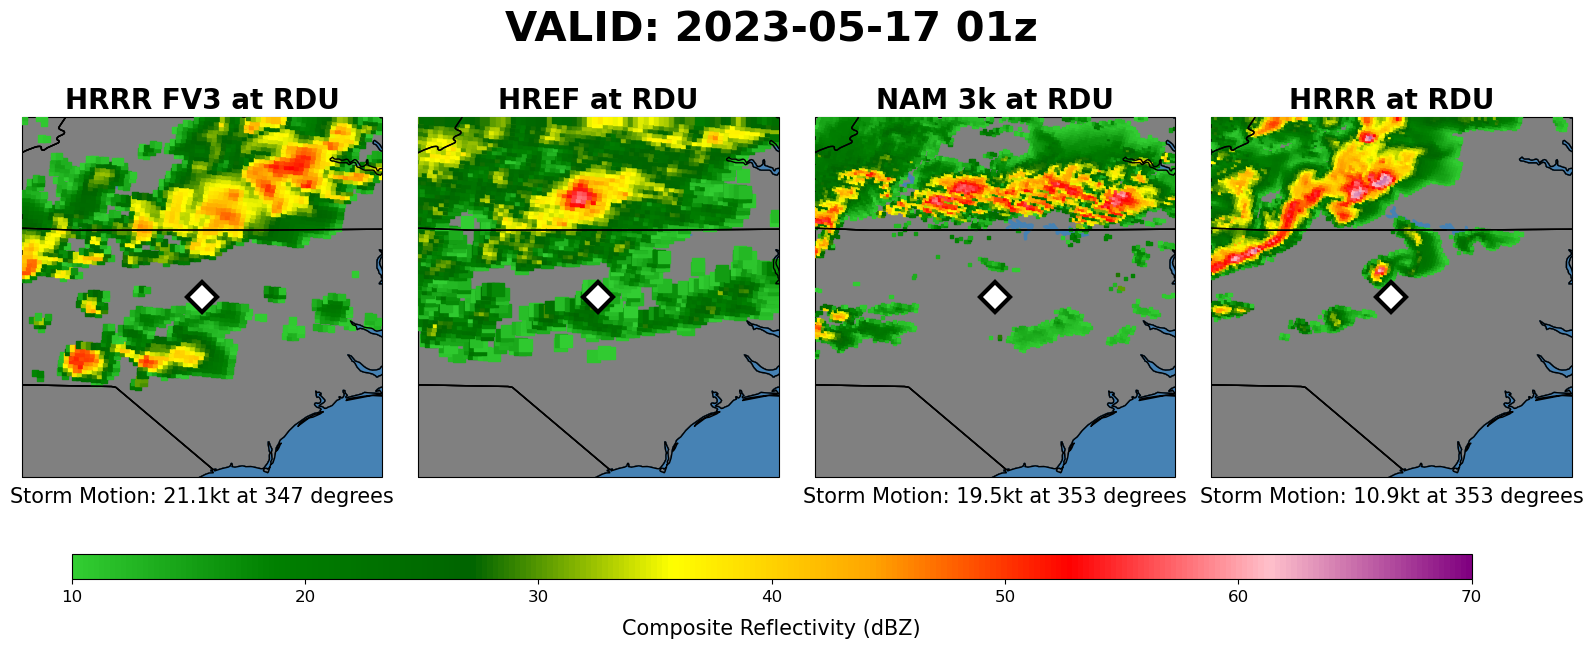 VALID: 2023-05-17 01z
HRRR FV3 at RDU
HREF at RDU
NAM 3k at RDU
HRRR at RDU
Storm Motion: 21.1kt at 347 degrees
Storm Motion: 19.5kt at 353 degrees
Storm Motion: 10.9kt at 353 degrees
10 20 30 40 50 60 70
Composite Reflectivity (dBZ)